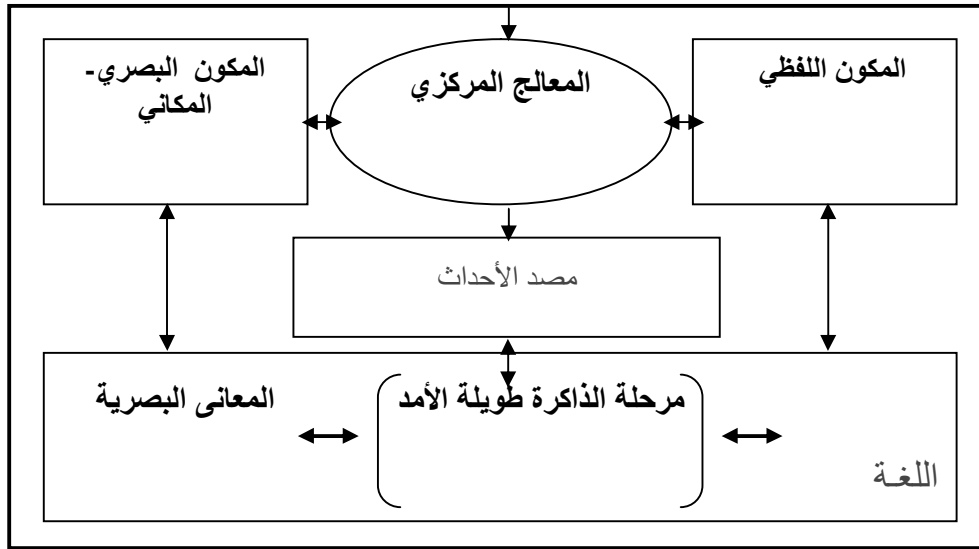 المكون اللفظي
المعالج المركزي
المكون البصري-
المكاني
مصد الأحداث
مرحلة الذاكرة طويلة الأمد
المعانى البصرية
اللغـة